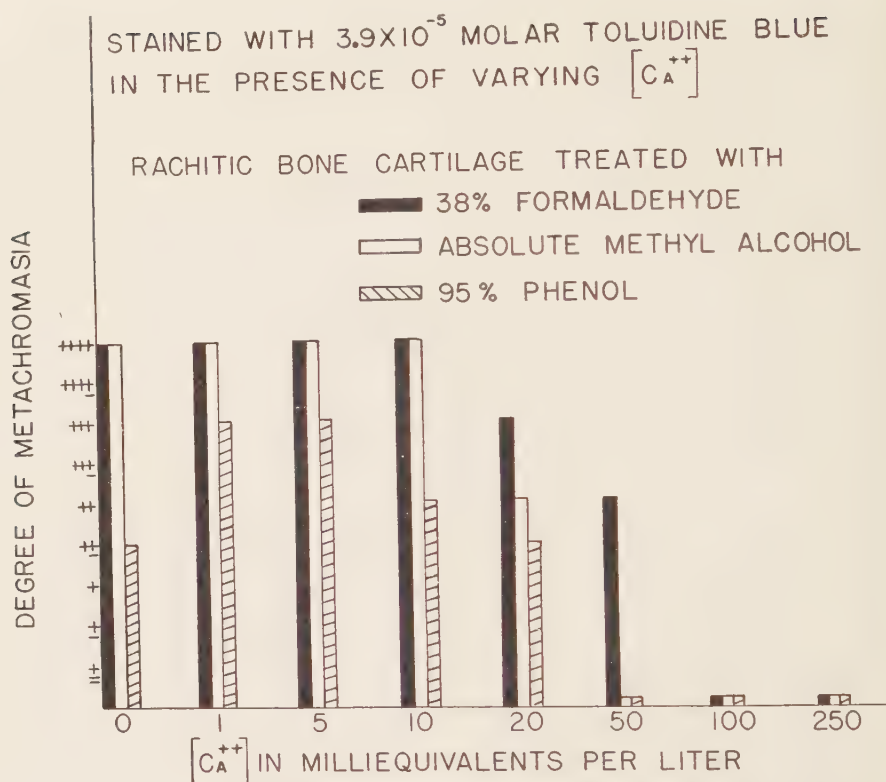 STAINED WITH 3.9X10⁻⁵ MOLAR TOLUIDINE BLUE
IN THE PRESENCE OF VARYING [CA⁺⁺]
RACHITIC BONE CARTILAGE TREATED WITH
38% FORMALDEHYDE
ABSOLUTE METHYL ALCOHOL
95% PHENOL
DEGREE OF METACHROMASIA
++++
++++̲
+++
+++̲
++
++̲
+
+̲
±̲
0 1 5 10 20 50 100 250
[CA⁺⁺] IN MILLIEQUIVALENTS PER LITER